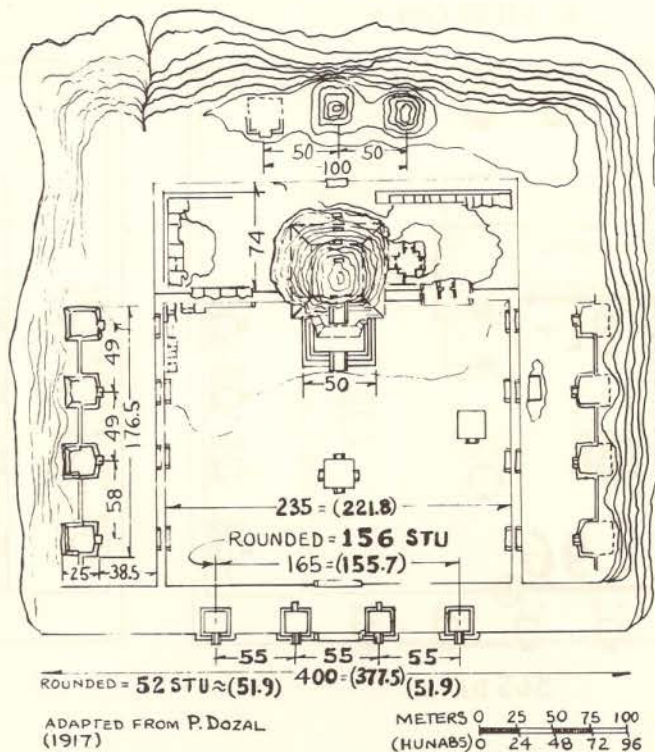 50 50
100
74
50
49
49
176.5
58
25 38.5
235 = (221.8)
ROUNDED = 156 STU
165 = (155.7)
55 55 55
400 = (377.5)
ROUNDED = 52 STU ≈ (51.9) (51.9)
ADAPTED FROM P. DOZAL
(1917)
METERS 0 25 50 75 100
(HUNABS) 0 24 48 72 96